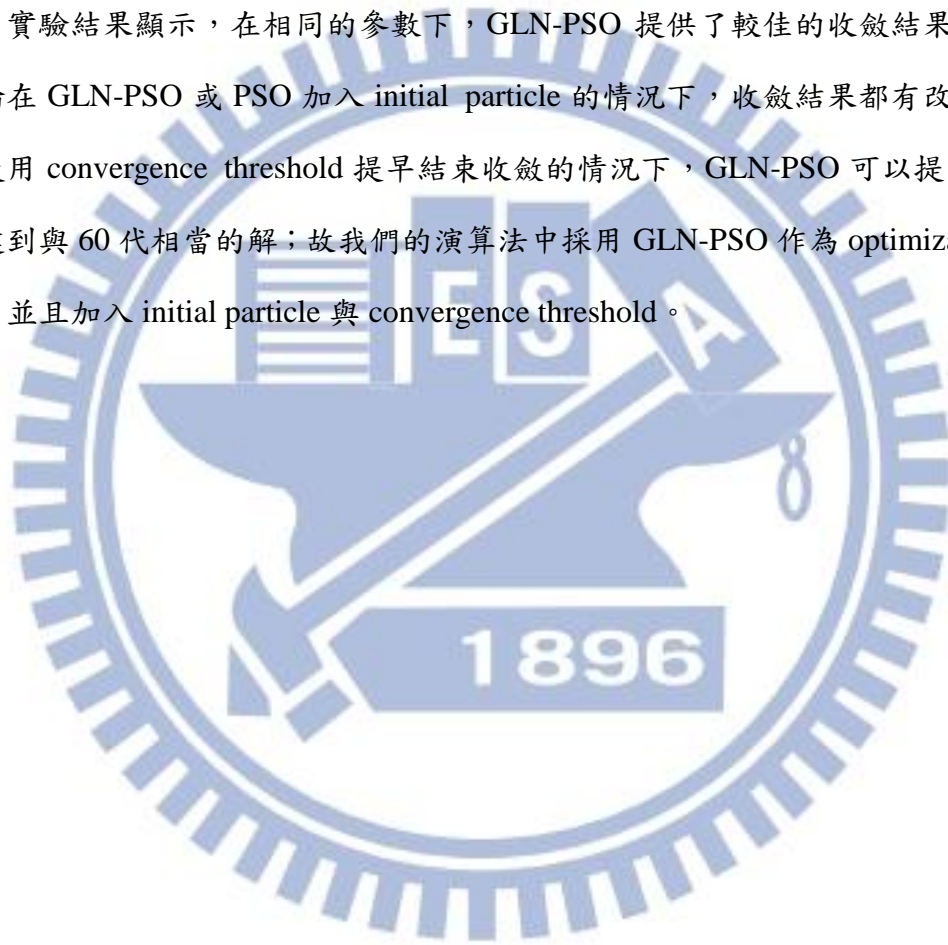 實驗結果顯示，在相同的參數下，GLN-PSO 提供了較佳的收斂結果
在 GLN-PSO 或 PSO 加入 initial particle 的情況下，收斂結果都有改
用 convergence threshold 提早結束收斂的情況下，GLN-PSO 可以提
到與 60 代相當的解；故我們的演算法中採用 GLN-PSO 作為 optimiza
並且加入 initial particle 與 convergence threshold。
ESA
8
1896